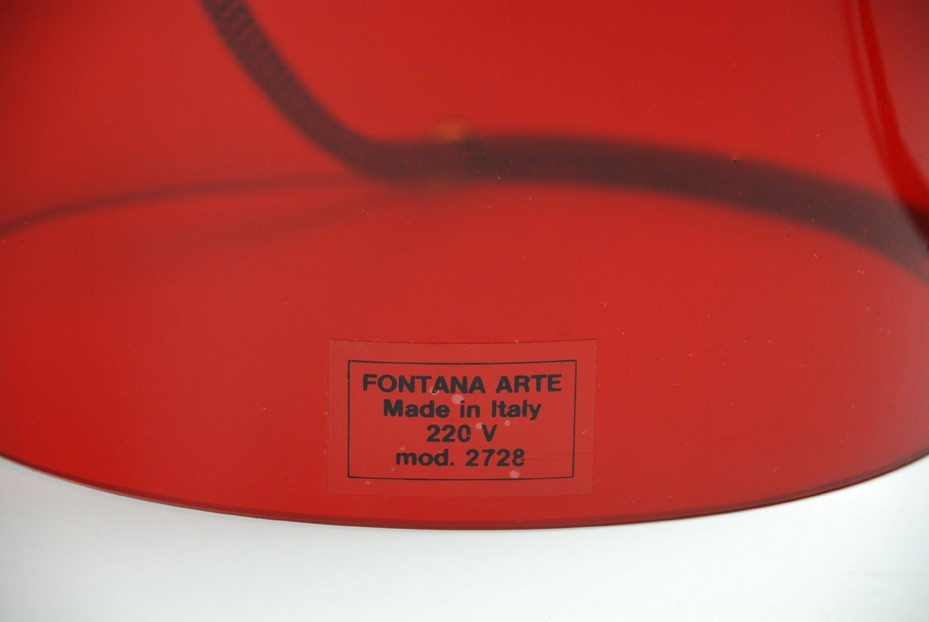 FONTANA ARTE
Made in Italy
220 V
mod. 2728